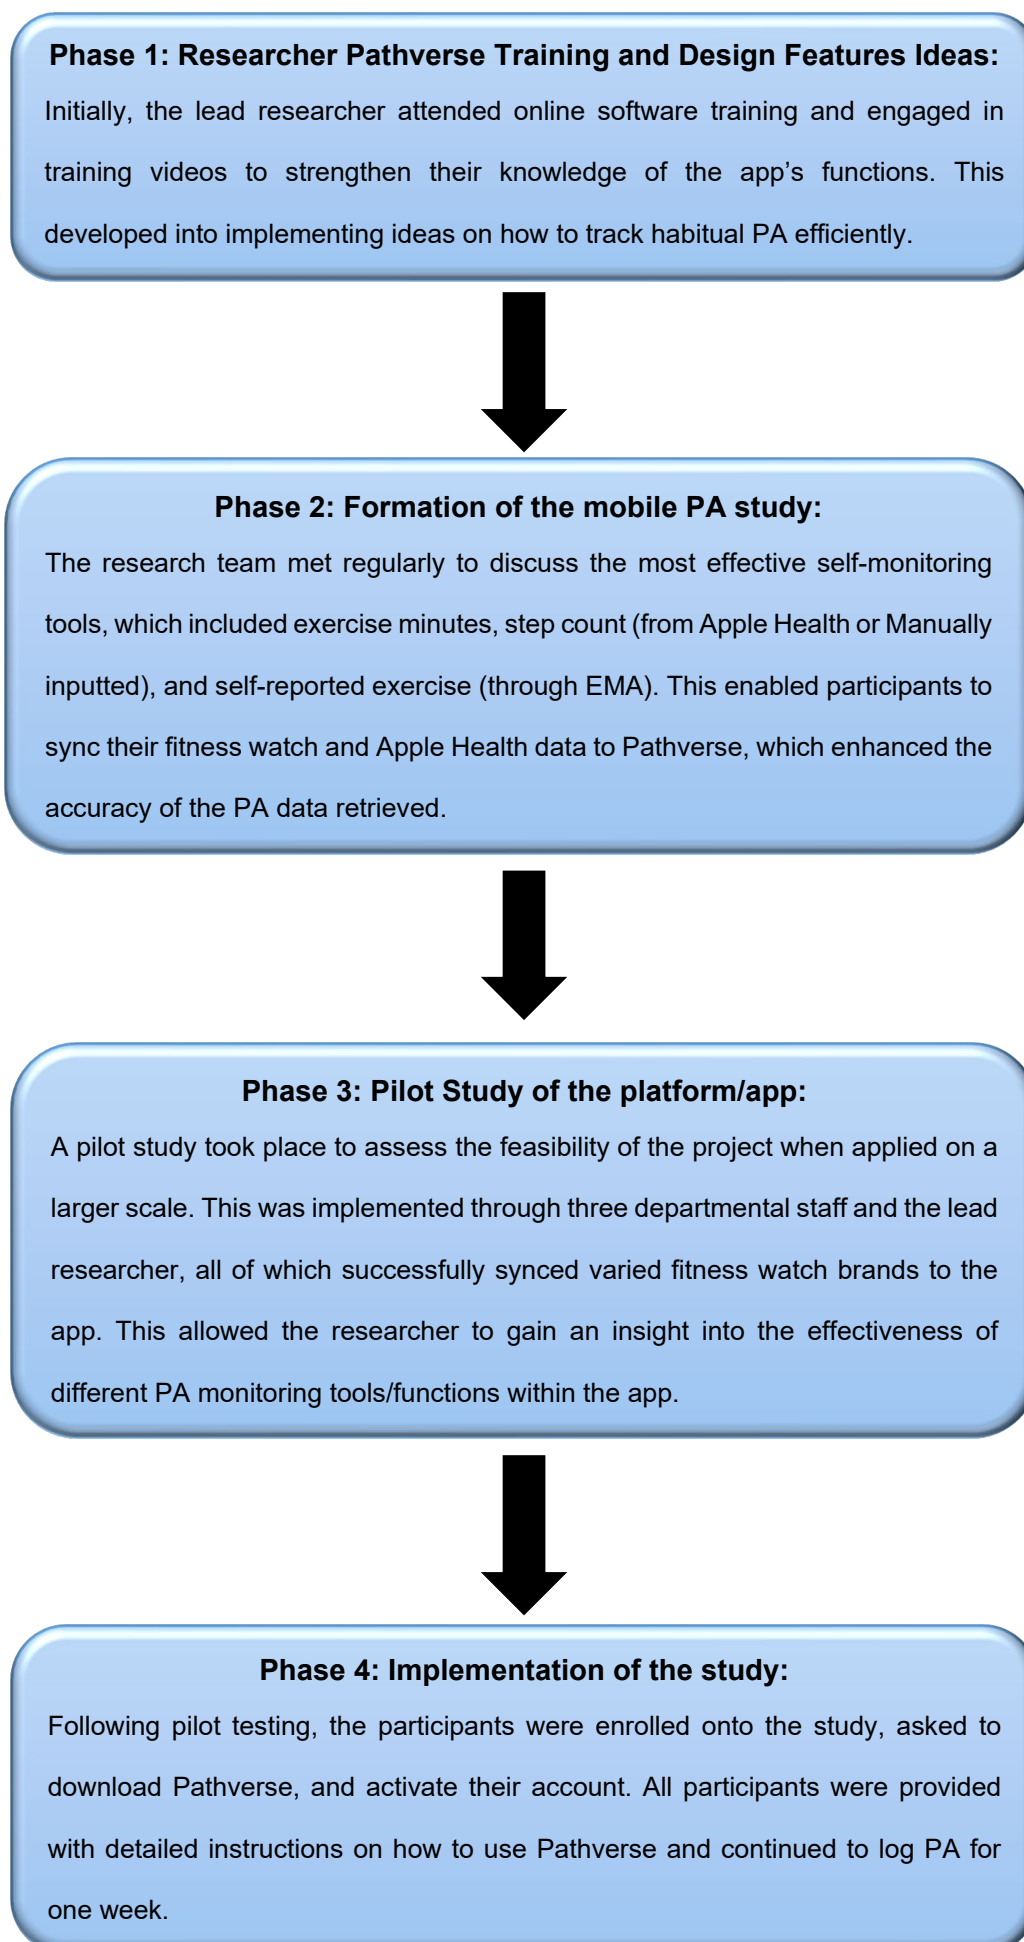 Phase 1: Researcher Pathverse Training and Design Features Ideas:
Initially, the lead researcher attended online software training and engaged in
training videos to strengthen their knowledge of the app’s functions. This
developed into implementing ideas on how to track habitual PA efficiently.
Phase 2: Formation of the mobile PA study:
The research team met regularly to discuss the most effective self-monitoring
tools, which included exercise minutes, step count (from Apple Health or Manually
inputted), and self-reported exercise (through EMA). This enabled participants to
sync their fitness watch and Apple Health data to Pathverse, which enhanced the
accuracy of the PA data retrieved.
Phase 3: Pilot Study of the platform/app:
A pilot study took place to assess the feasibility of the project when applied on a
larger scale. This was implemented through three departmental staff and the lead
researcher, all of which successfully synced varied fitness watch brands to the
app. This allowed the researcher to gain an insight into the effectiveness of
different PA monitoring tools/functions within the app.
Phase 4: Implementation of the study:
Following pilot testing, the participants were enrolled onto the study, asked to
download Pathverse, and activate their account. All participants were provided
with detailed instructions on how to use Pathverse and continued to log PA for
one week.